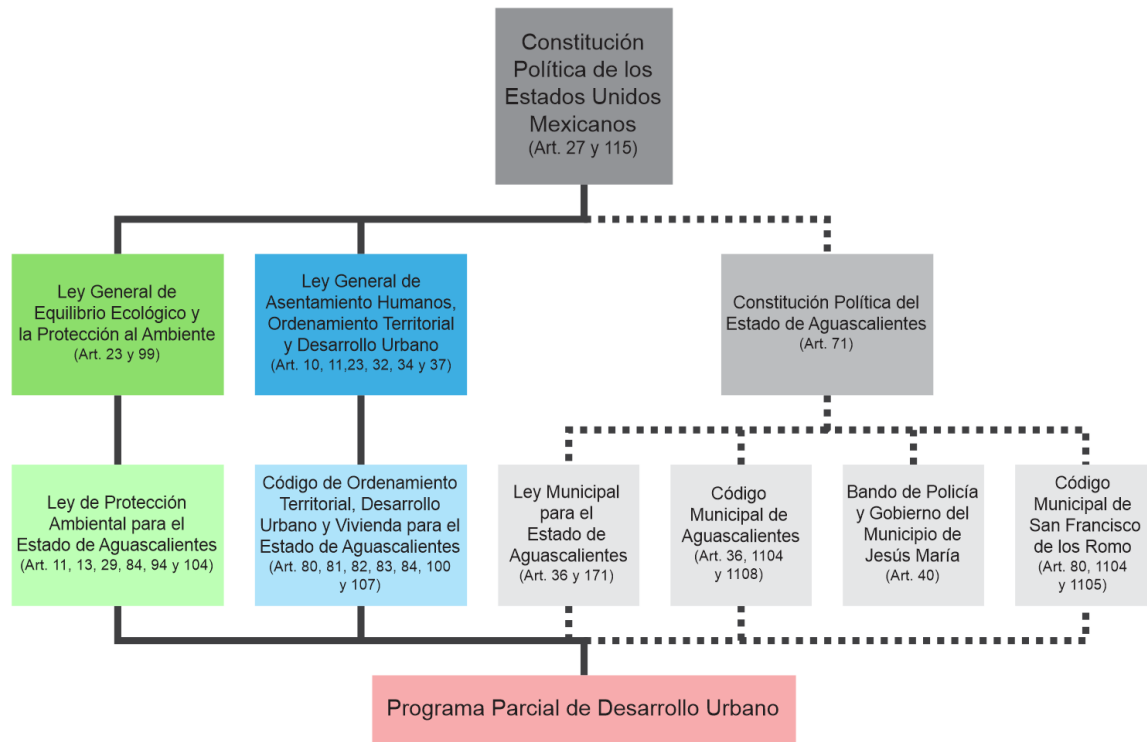 Constitución
Política de los
Estados Unidos
Mexicanos
(Art. 27 y 115)
Ley General de
Equilibrio Ecológico y
la Protección al Ambiente
(Art. 23 y 99)
Ley General de
Asentamiento Humanos,
Ordenamiento Territorial
y Desarrollo Urbano
(Art. 10, 11,23, 32, 34 y 37)
Constitución Política del
Estado de Aguascalientes
(Art. 71)
Ley de Protección
Ambiental para el
Estado de Aguascalientes
(Art. 11, 13, 29, 84, 94 y 104)
Código de Ordenamiento
Territorial, Desarrollo
Urbano y Vivienda para el
Estado de Aguascalientes
(Art. 80, 81, 82, 83, 84, 100
y 107)
Ley Municipal
para el
Estado de
Aguascalientes
(Art. 36 y 171)
Código
Municipal de
Aguascalientes
(Art. 36, 1104
y 1108)
Bando de Policía
y Gobierno del
Municipio de
Jesús María
(Art. 40)
Código
Municipal de
San Francisco
de los Romo
(Art. 80, 1104
y 1105)
Programa Parcial de Desarrollo Urbano